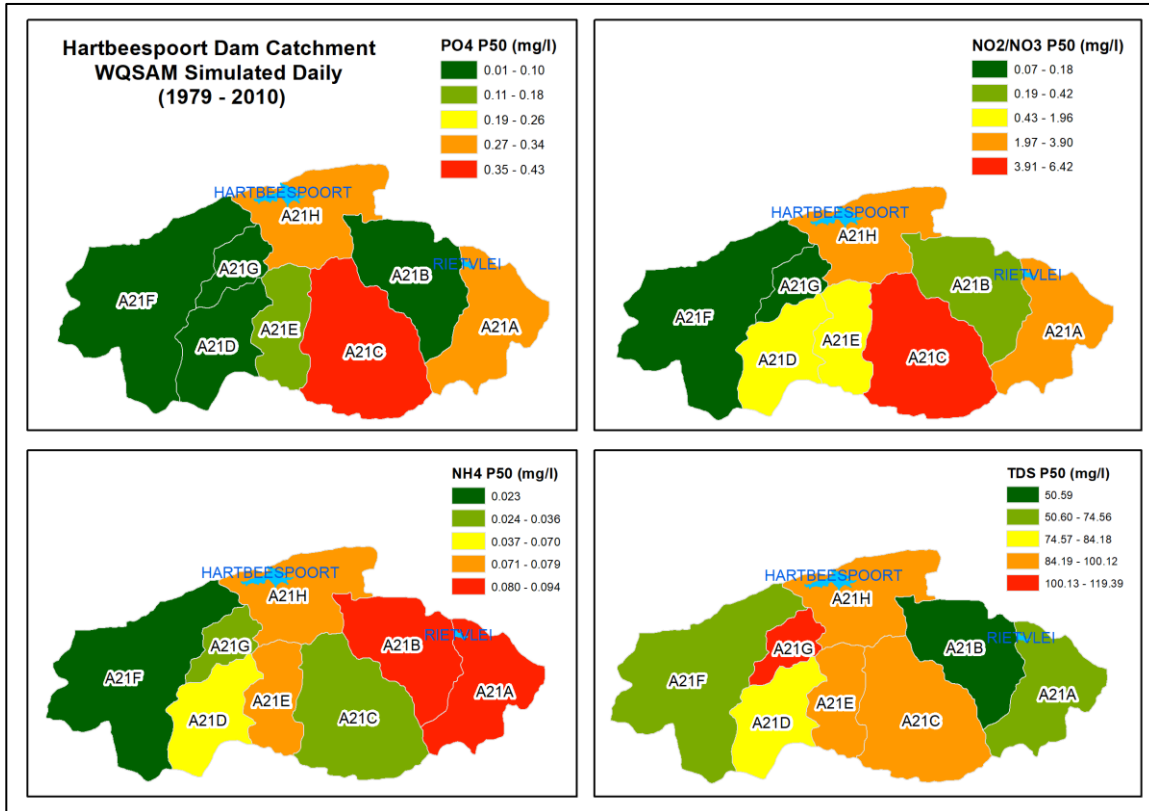 Hartbeespoort Dam Catchment
WQSAM Simulated Daily
(1979 - 2010)
PO4 P50 (mg/l)
0.01 - 0.10
0.11 - 0.18
0.19 - 0.26
0.27 - 0.34
0.35 - 0.43
HARTBEESPOORT
A21H
A21G
A21B
RIETVLEI
A21F
A21D
A21E
A21C
A21A
NO2/NO3 P50 (mg/l)
0.07 - 0.18
0.19 - 0.42
0.43 - 1.96
1.97 - 3.90
3.91 - 6.42
HARTBEESPOORT
A21H
A21G
A21B
RIETVLEI
A21F
A21D
A21E
A21C
A21A
NH4 P50 (mg/l)
0.023
0.024 - 0.036
0.037 - 0.070
0.071 - 0.079
0.080 - 0.094
HARTBEESPOORT
A21H
A21G
A21B
RIETVLEI
A21F
A21D
A21E
A21C
A21A
TDS P50 (mg/l)
50.59
50.60 - 74.56
74.57 - 84.18
84.19 - 100.12
100.13 - 119.39
HARTBEESPOORT
A21H
A21G
A21B
RIETVLEI
A21F
A21D
A21E
A21C
A21A